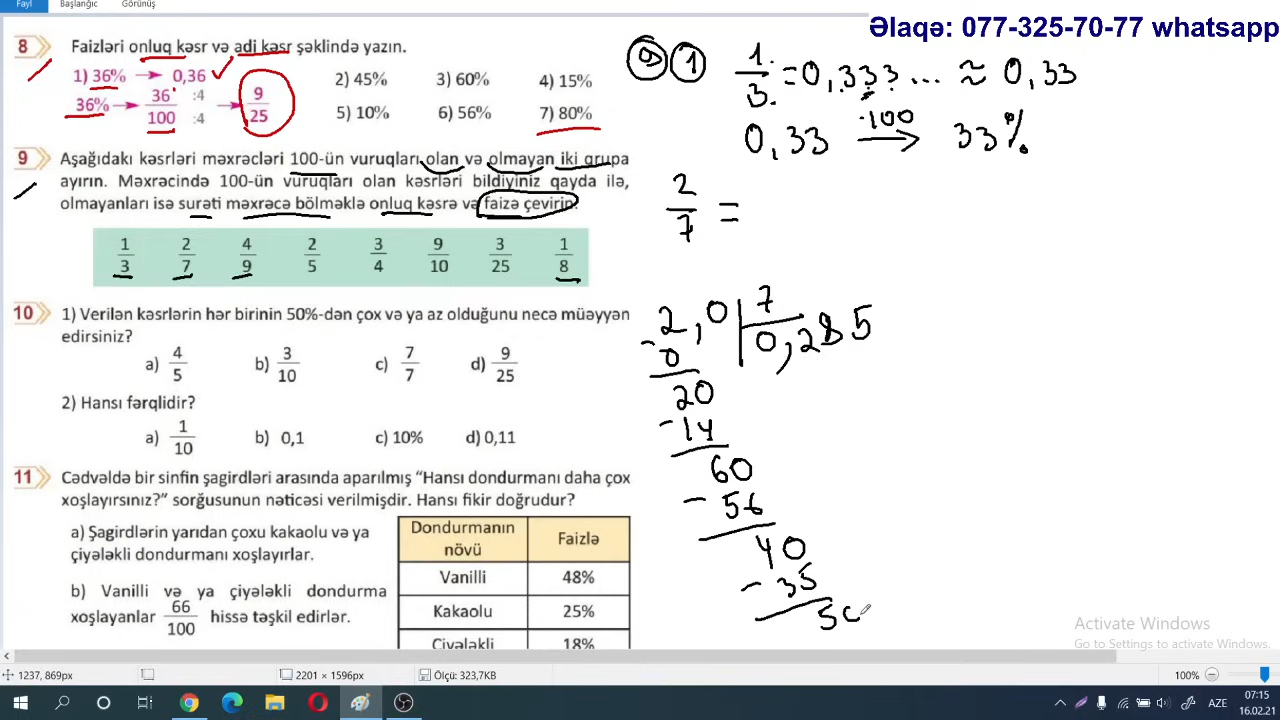 Fayl Başlanğıc Görünüş
Əlaqə: 077-325-70-77 whatsapp
8 Faizləri onluq kəsr və adi kəsr şəklində yazın.
1) 36% → 0,36 2) 45% 3) 60% 4) 15%
36% → 36/100 :4 :4 → 9/25 5) 10% 6) 56% 7) 80%
9 Aşağıdakı kəsrləri məxrəcləri 100-ün vuruqları olan və olmayan iki qrupa
ayırın. Məxrəcində 100-ün vuruqları olan kəsrləri bildiyiniz qayda ilə,
olmayanları isə surəti məxrəcə bölməklə onluq kəsrə və faizə çevirin.
1/3 2/7 4/9 2/5 3/4 9/10 3/25 1/8
10 1) Verilən kəsrlərin hər birinin 50%-dən çox və ya az olduğunu necə müəyyən
edirsiniz?
a) 4/5 b) 3/10 c) 7/7 d) 9/25
2) Hansı fərqlidir?
a) 1/10 b) 0,1 c) 10% d) 0,11
11 Cədvəldə bir sinfin şagirdləri arasında aparılmış “Hansı dondurmanı daha çox
xoşlayırsınız?” sorğusunun nəticəsi verilmişdir. Hansı fikir doğrudur?
a) Şagirdlərin yarıdan çoxu kakaolu və ya
çiyələkli dondurmanı xoşlayırlar.
b) Vanilli və ya çiyələkli dondurma
xoşlayanlar 66/100 hissə təşkil edirlər.
Dondurmanın növü Faizlə
Vanilli 48%
Kakaolu 25%
Çiyələkli 18%
9 1 1/3 = 0,333... ≈ 0,33
0,33 ·100 → 33%
2/7 =
2,0 7
- 0 0,285
20
- 14
60
- 56
40
- 35
50
Activate Windows
Go to Settings to activate Windows.
1237, 869px 2201 × 1596px Ölçü: 323,7KB 100%
AZE 07:15
16.02.21